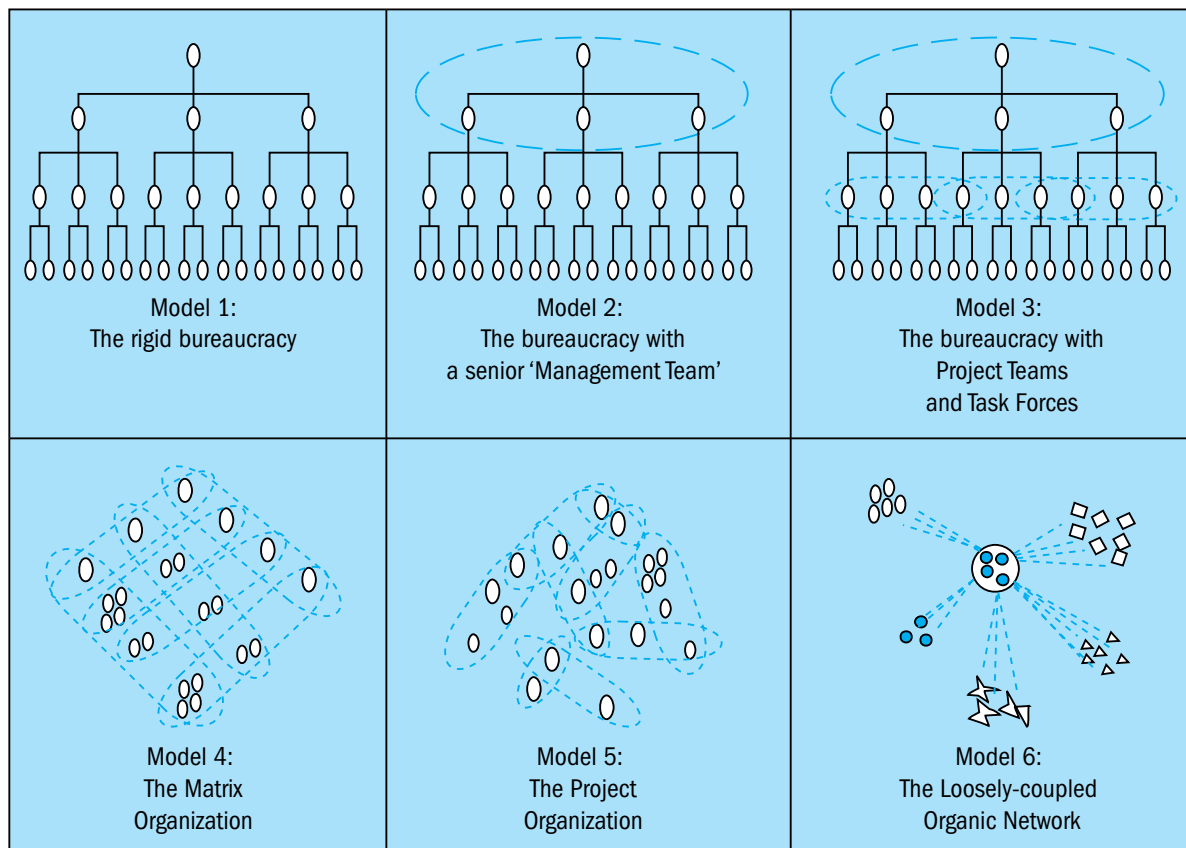 Model 1:
The rigid bureaucracy
Model 2:
The bureaucracy with
a senior ‘Management Team’
Model 3:
The bureaucracy with
Project Teams
and Task Forces
Model 4:
The Matrix
Organization
Model 5:
The Project
Organization
Model 6:
The Loosely-coupled
Organic Network